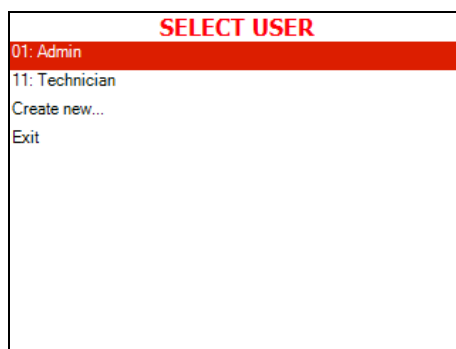 SELECT USER
01: Admin
11: Technician
Create new...
Exit